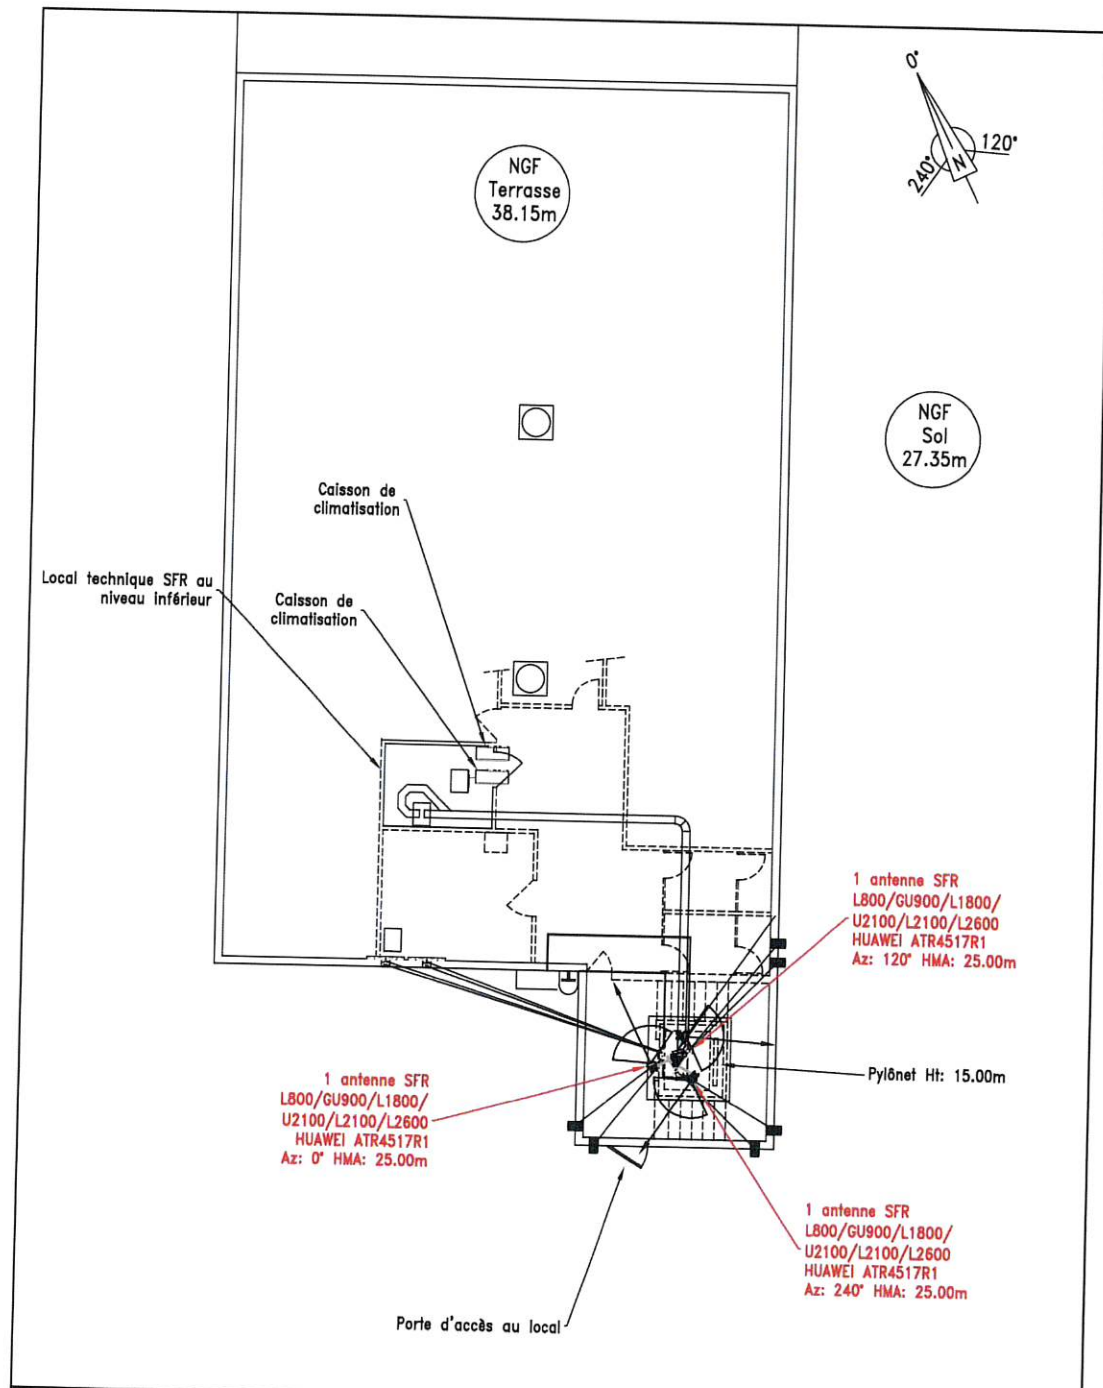 0°
120°
240°
N
NGF
Terrasse
38.15m
NGF
Sol
27.35m
Caisson de
climatisation
Local technique SFR au
niveau inférieur
Caisson de
climatisation
1 antenne SFR
L800/GU900/L1800/
U2100/L2100/L2600
HUAWEI ATR4517R1
Az: 120° HMA: 25.00m
Pylônet Ht: 15.00m
1 antenne SFR
L800/GU900/L1800/
U2100/L2100/L2600
HUAWEI ATR4517R1
Az: 0° HMA: 25.00m
1 antenne SFR
L800/GU900/L1800/
U2100/L2100/L2600
HUAWEI ATR4517R1
Az: 240° HMA: 25.00m
Porte d'accès au local